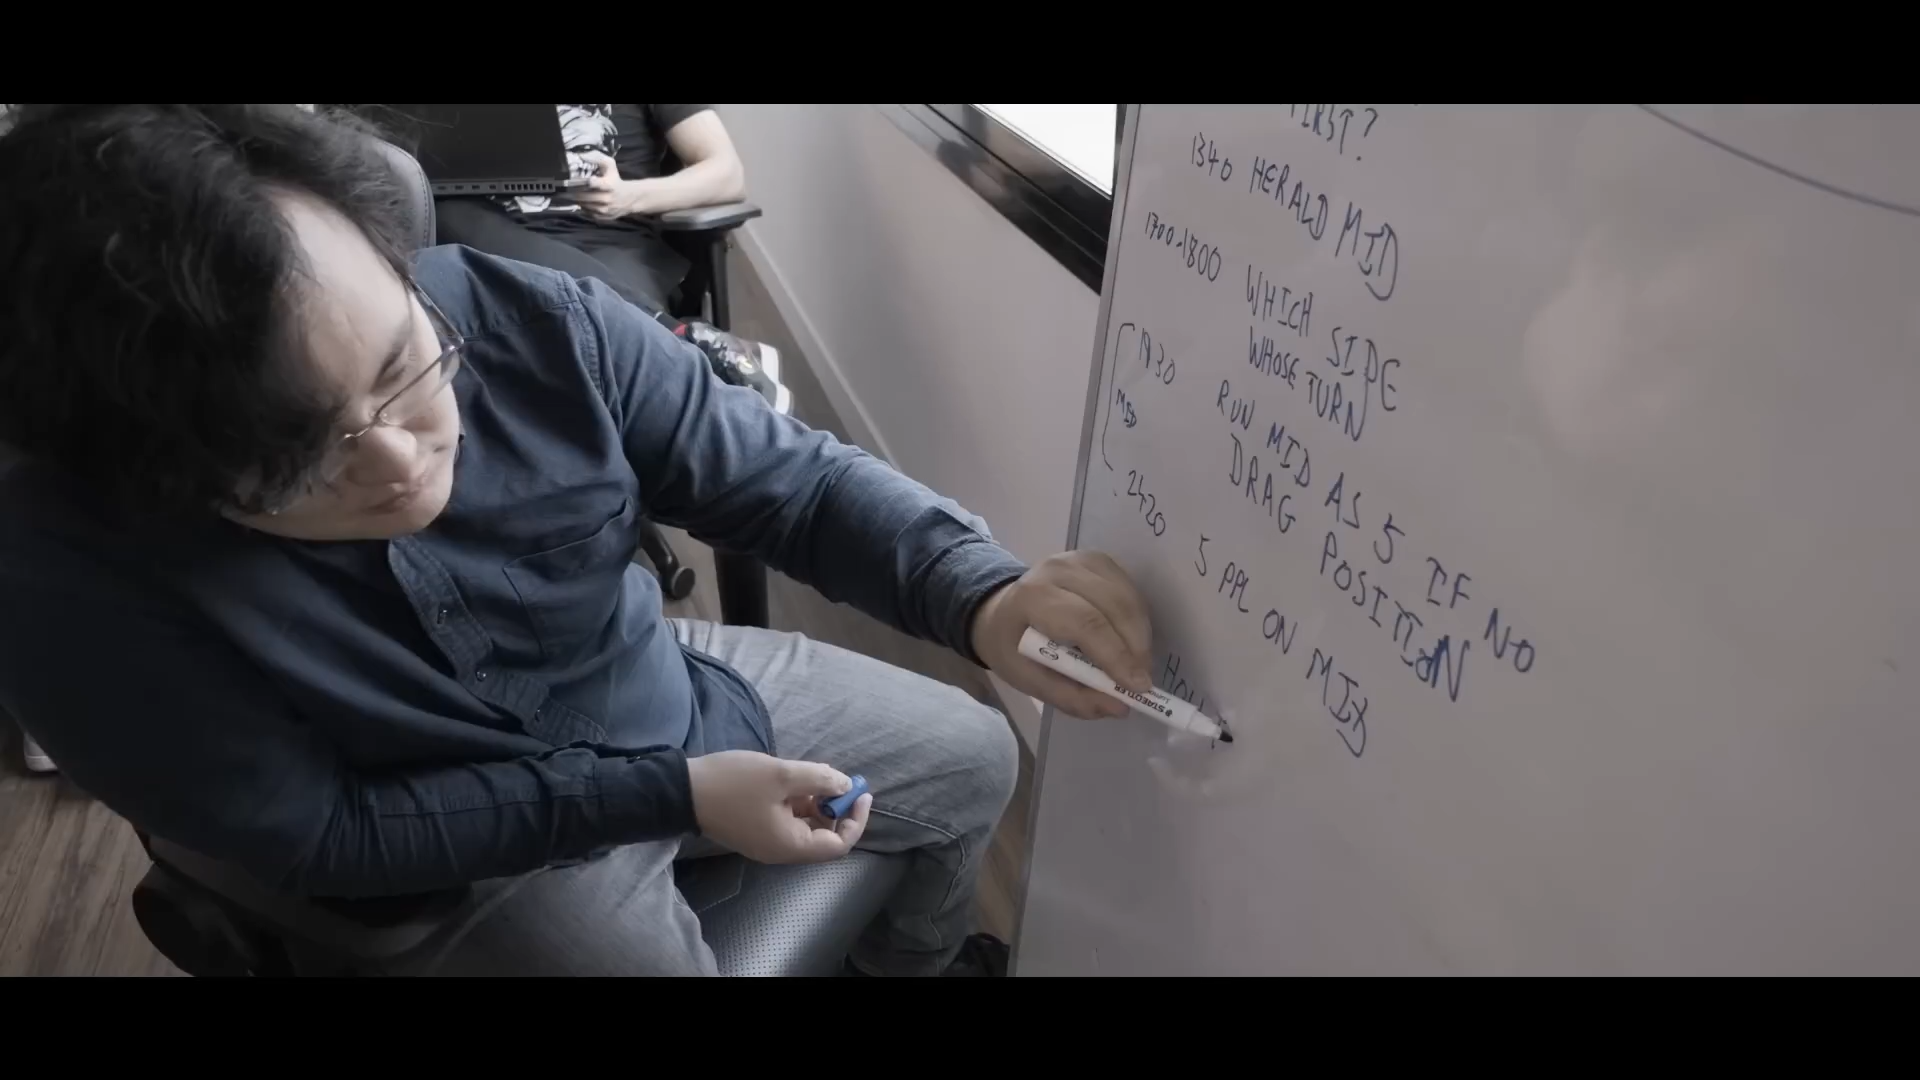 FIRST?
1340 HERALD MID
1700-1800 WHICH SIDE
WHOSE TURN
1930 RUN MID AS 5 IF NO
MID DRAG POSITION
2420 5 PPL ON MID
STAEDTLER